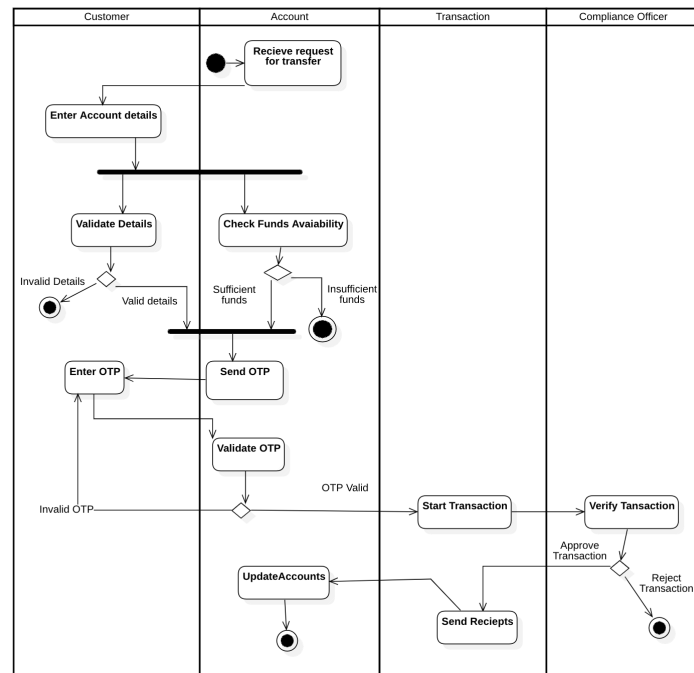 Customer
Account
Transaction
Compliance Officer
Recieve request
for transfer
Enter Account details
Validate Details
Check Funds Avaiability
Invalid Details
Valid details
Sufficient
funds
Insufficient
funds
Enter OTP
Send OTP
Validate OTP
OTP Valid
Invalid OTP
Start Transaction
Verify Tansaction
Approve
Transaction
UpdateAccounts
Reject
Transaction
Send Reciepts